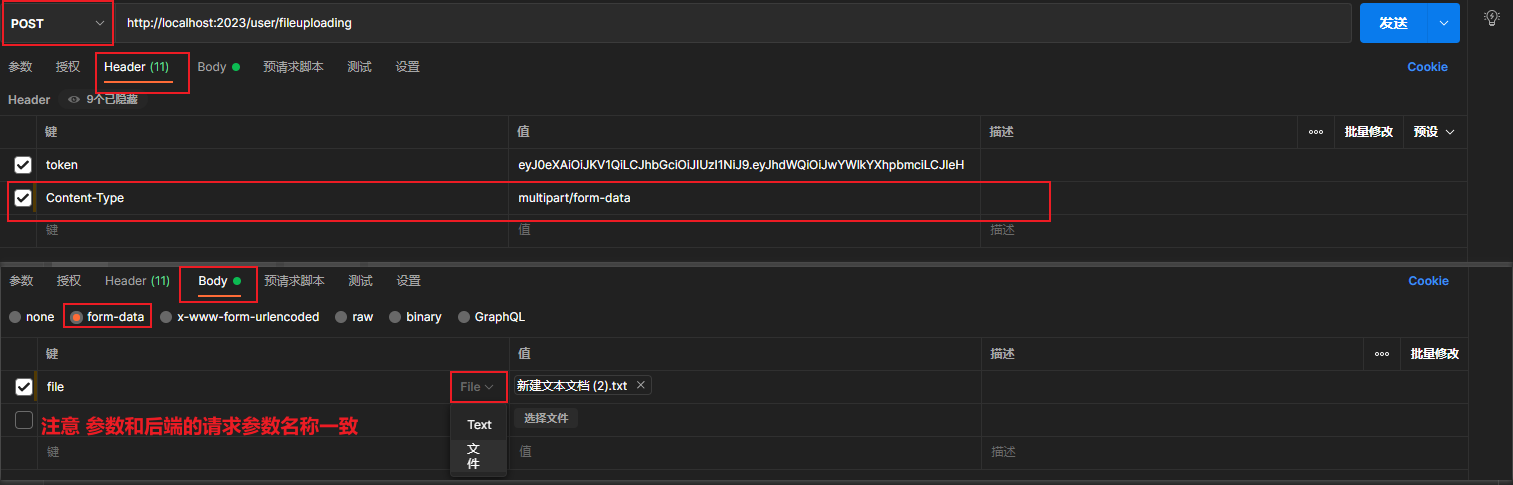 POST http://localhost:2023/user/fileuploading 发送
参数 授权 Header (11) Body 预请求脚本 测试 设置 Cookie
Header 9个已隐藏
键 值 描述 批量修改 预设
token eyJ0eXAiOiJKV1QiLCJhbGciOiJIUzI1NiJ9.eyJhdWQiOiJwYWlkYXhpbmciLCJleH
Content-Type multipart/form-data
键 值 描述
参数 授权 Header (11) Body 预请求脚本 测试 设置 Cookie
none form-data x-www-form-urlencoded raw binary GraphQL
键 值 描述 批量修改
file File 新建文本文档 (2).txt
注意 参数和后端的请求参数名称一致 Text 选择文件
键 文件 值 描述